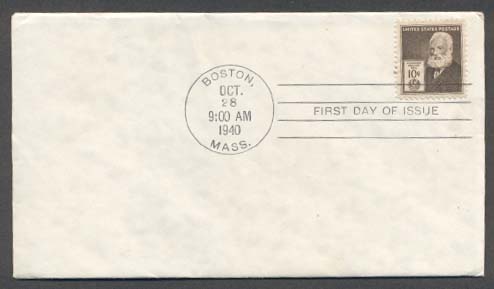 UNITED STATES POSTAGE
10¢
BOSTON,
OCT.
28
9:00 AM
1940
MASS.
FIRST DAY OF ISSUE